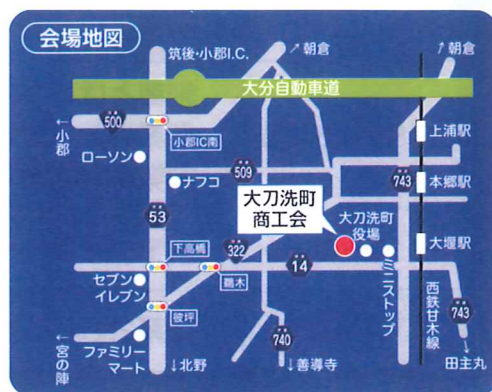 会場地図
筑後・小郡I.C.
↗朝倉
↗朝倉
大分自動車道
←小郡
500
小郡IC南
ローソン
ナフコ
509
743
上浦駅
本郷駅
大刀洗町
商工会
大刀洗町
役場
大堰駅
53
322
下高橋
14
セブン
イレブン
鵜木
ミニストップ
西鉄甘木線
743
彼坪
←宮の陣
ファミリー
マート
↓北野
740
↓善導寺
→田主丸